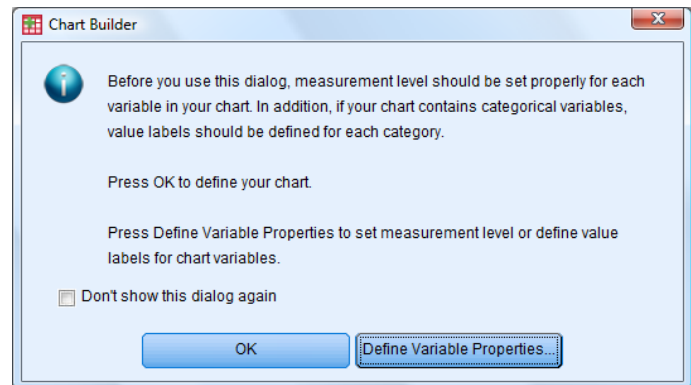 Chart Builder
Before you use this dialog, measurement level should be set properly for each
variable in your chart. In addition, if your chart contains categorical variables,
value labels should be defined for each category.
Press OK to define your chart.
Press Define Variable Properties to set measurement level or define value
labels for chart variables.
Don't show this dialog again
OK
Define Variable Properties...